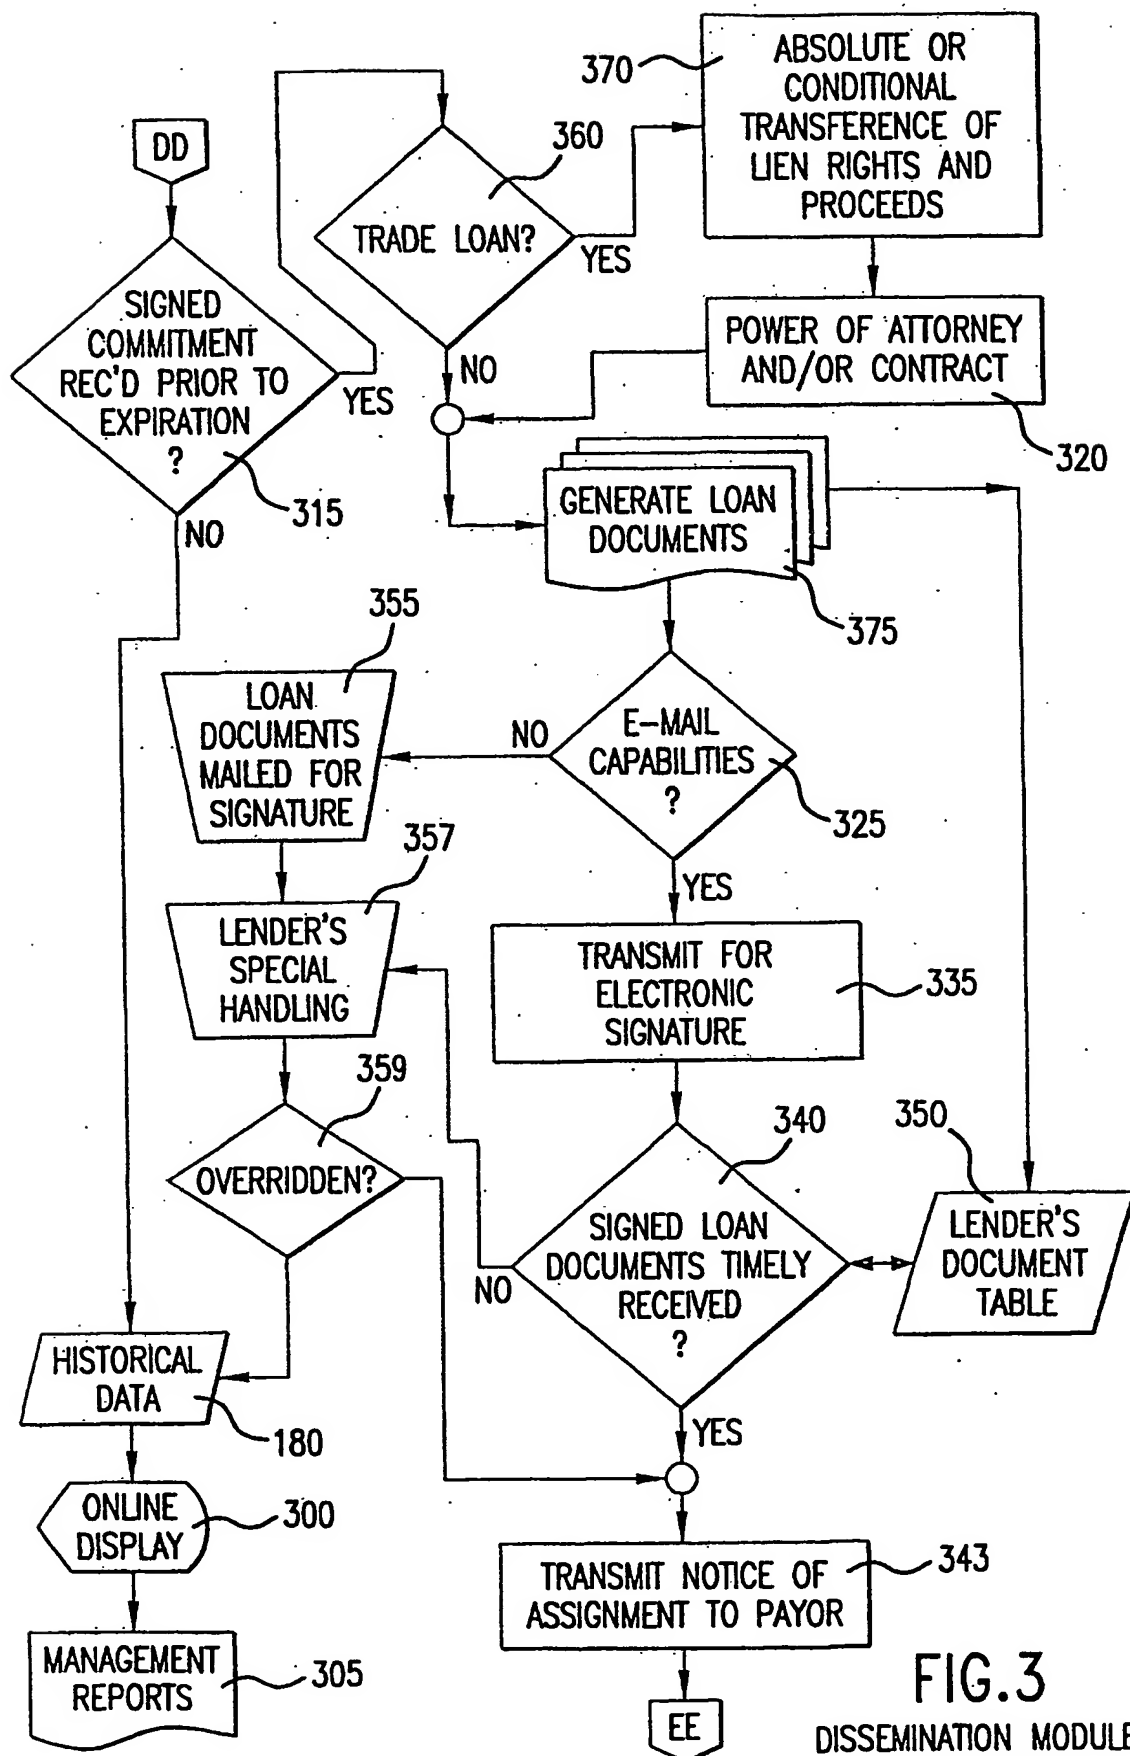 370
ABSOLUTE OR
CONDITIONAL
TRANSFERENCE OF
LIEN RIGHTS AND
PROCEEDS
DD
360
TRADE LOAN?
YES
NO
SIGNED
COMMITMENT
REC'D PRIOR TO
EXPIRATION
?
YES
315
NO
POWER OF ATTORNEY
AND/OR CONTRACT
320
GENERATE LOAN
DOCUMENTS
375
355
LOAN
DOCUMENTS
MAILED FOR
SIGNATURE
NO
E-MAIL
CAPABILITIES
?
325
YES
357
LENDER'S
SPECIAL
HANDLING
TRANSMIT FOR
ELECTRONIC
SIGNATURE
335
359
OVERRIDDEN?
340
SIGNED LOAN
DOCUMENTS TIMELY
RECEIVED
?
NO
YES
350
LENDER'S
DOCUMENT
TABLE
HISTORICAL
DATA
180
ONLINE
DISPLAY
300
MANAGEMENT
REPORTS
305
TRANSMIT NOTICE OF
ASSIGNMENT TO PAYOR
343
EE
FIG.3
DISSEMINATION MODULE